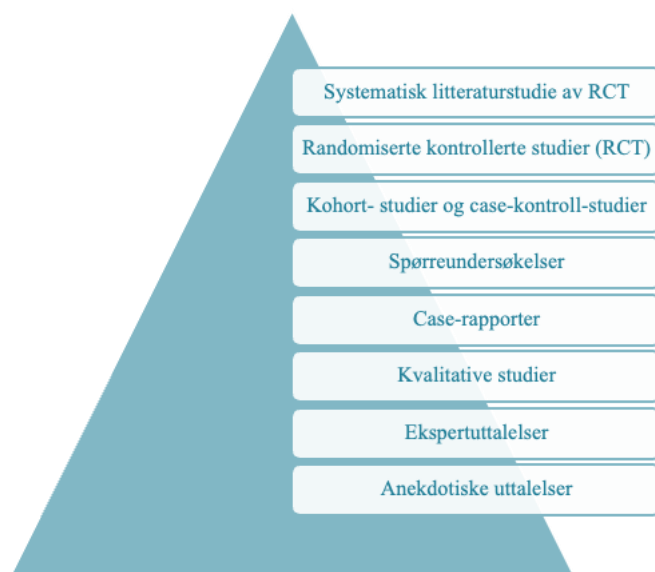 Systematisk litteraturstudie av RCT
Randomiserte kontrollerte studier (RCT)
Kohort- studier og case-kontroll-studier
Spørreundersøkelser
Case-rapporter
Kvalitative studier
Ekspertuttalelser
Anekdotiske uttalelser